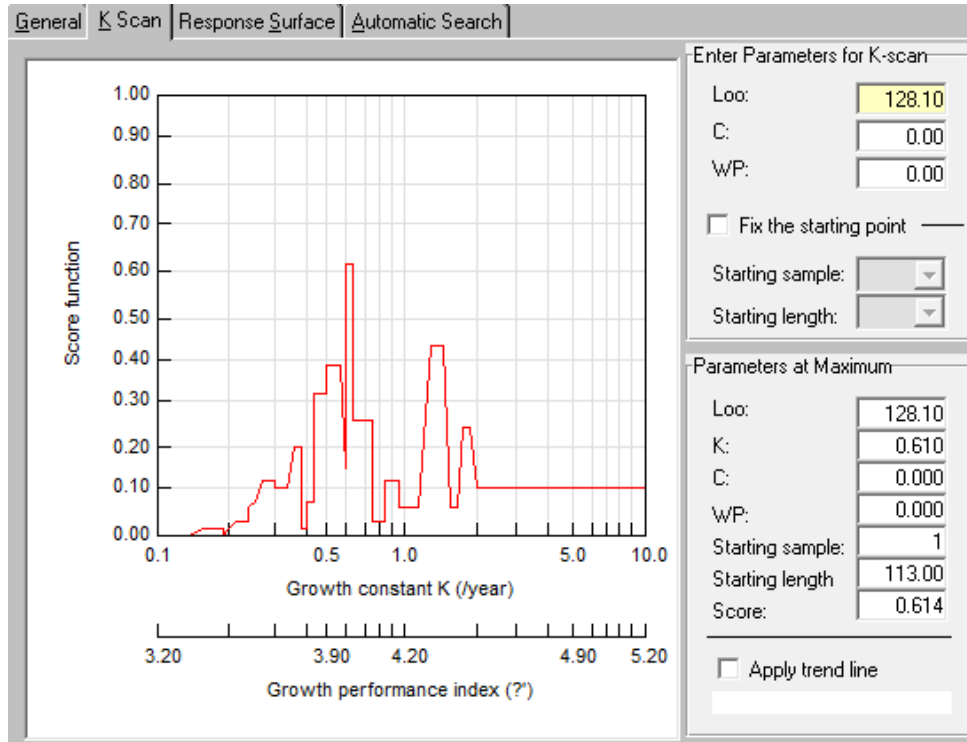 General K Scan Response Surface Automatic Search
Score function
1.00
0.90
0.80
0.70
0.60
0.50
0.40
0.30
0.20
0.10
0.00
0.1 0.5 1.0 5.0 10.0
Growth constant K (/year)
3.20 3.90 4.20 4.90 5.20
Growth performance index (?')
Enter Parameters for K-scan
Loo: 128.10
C: 0.00
WP: 0.00
Fix the starting point
Starting sample:
Starting length:
Parameters at Maximum
Loo: 128.10
K: 0.610
C: 0.000
WP: 0.000
Starting sample: 1
Starting length 113.00
Score: 0.614
Apply trend line